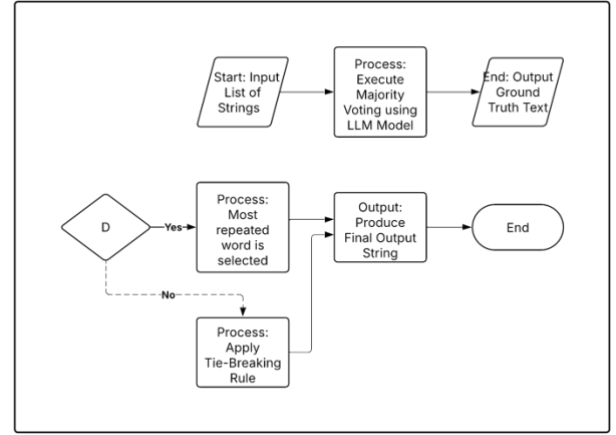 Start: Input
List of
Strings
Process:
Execute
Majority
Voting using
LLM Model
End: Output
Ground
Truth Text
D
Yes
Process:
Most
repeated
word is
selected
Output:
Produce
Final Output
String
End
No
Process:
Apply
Tie-Breaking
Rule